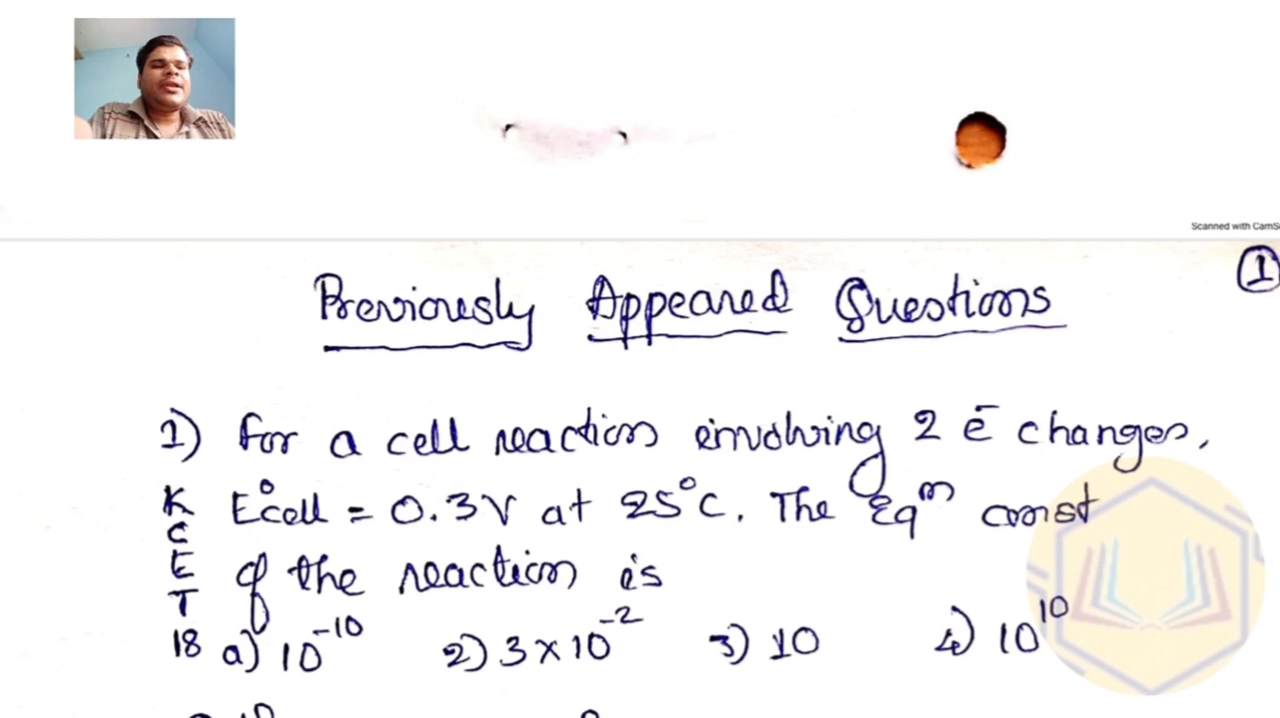 Scanned with CamS
1
Previously Appeared Questions
1) For a cell reaction involving 2 e̅ changes,
KCET 18
E°cell = 0.3V at 25°C. The Eqᵐ const
of the reaction is
a) 10⁻¹⁰ 2) 3×10⁻² 3) 10 4) 10¹⁰